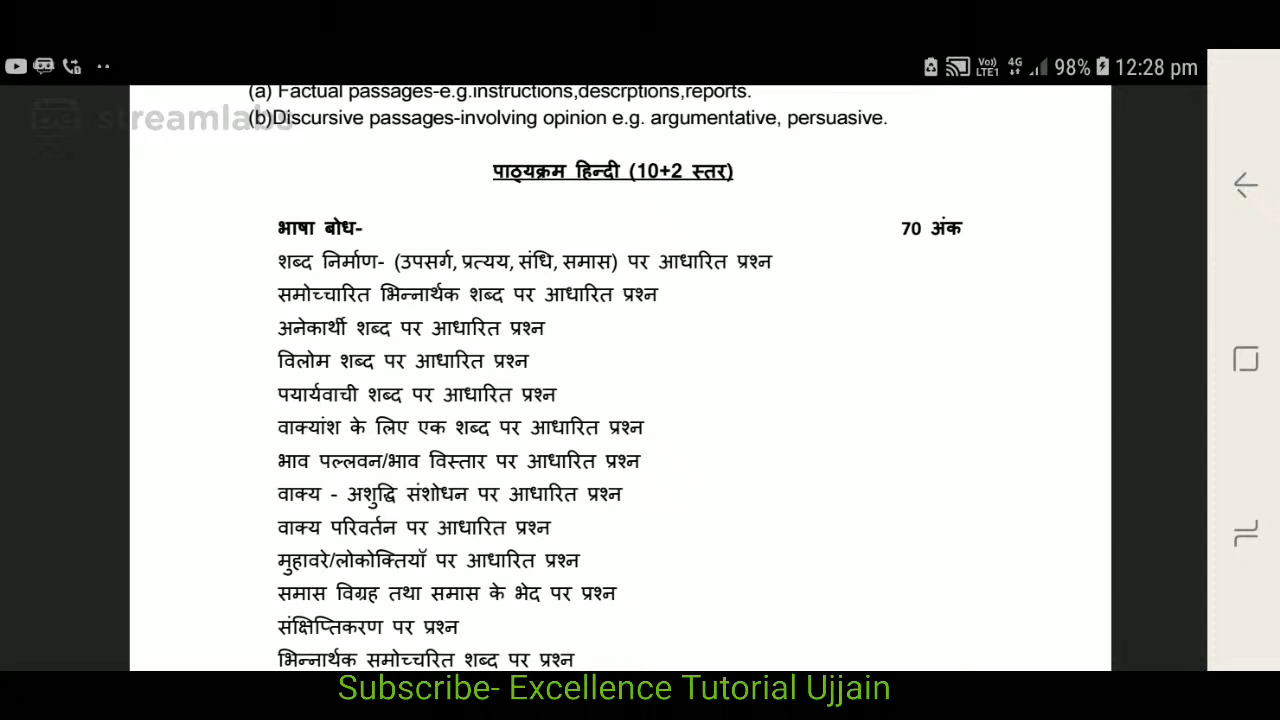 Vo)) 4G
LTE1 98% 12:28 pm
(a) Factual passages-e.g.instructions,descrptions,reports.
streamlabs
(b)Discursive passages-involving opinion e.g. argumentative, persuasive.
पाठ्यक्रम हिन्दी (10+2 स्तर)
भाषा बोध- 70 अंक
शब्द निर्माण- (उपसर्ग, प्रत्यय, संधि, समास) पर आधारित प्रश्न
समोच्चारित भिन्नार्थक शब्द पर आधारित प्रश्न
अनेकार्थी शब्द पर आधारित प्रश्न
विलोम शब्द पर आधारित प्रश्न
पयार्यवाची शब्द पर आधारित प्रश्न
वाक्यांश के लिए एक शब्द पर आधारित प्रश्न
भाव पल्लवन/भाव विस्तार पर आधारित प्रश्न
वाक्य - अशुद्धि संशोधन पर आधारित प्रश्न
वाक्य परिवर्तन पर आधारित प्रश्न
मुहावरे/लोकोक्तियॉ पर आधारित प्रश्न
समास विग्रह तथा समास के भेद पर प्रश्न
संक्षिप्तिकरण पर प्रश्न
भिन्नार्थक समोच्चरित शब्द पर प्रश्न
Subscribe- Excellence Tutorial Ujjain